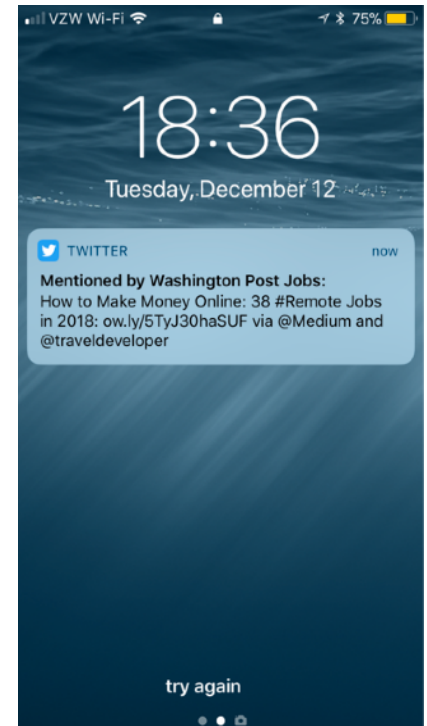 VZW Wi-Fi 75%
18:36
Tuesday, December 12
TWITTER now
Mentioned by Washington Post Jobs:
How to Make Money Online: 38 #Remote Jobs
in 2018: ow.ly/5TyJ30haSUF via @Medium and
@traveldeveloper
try again